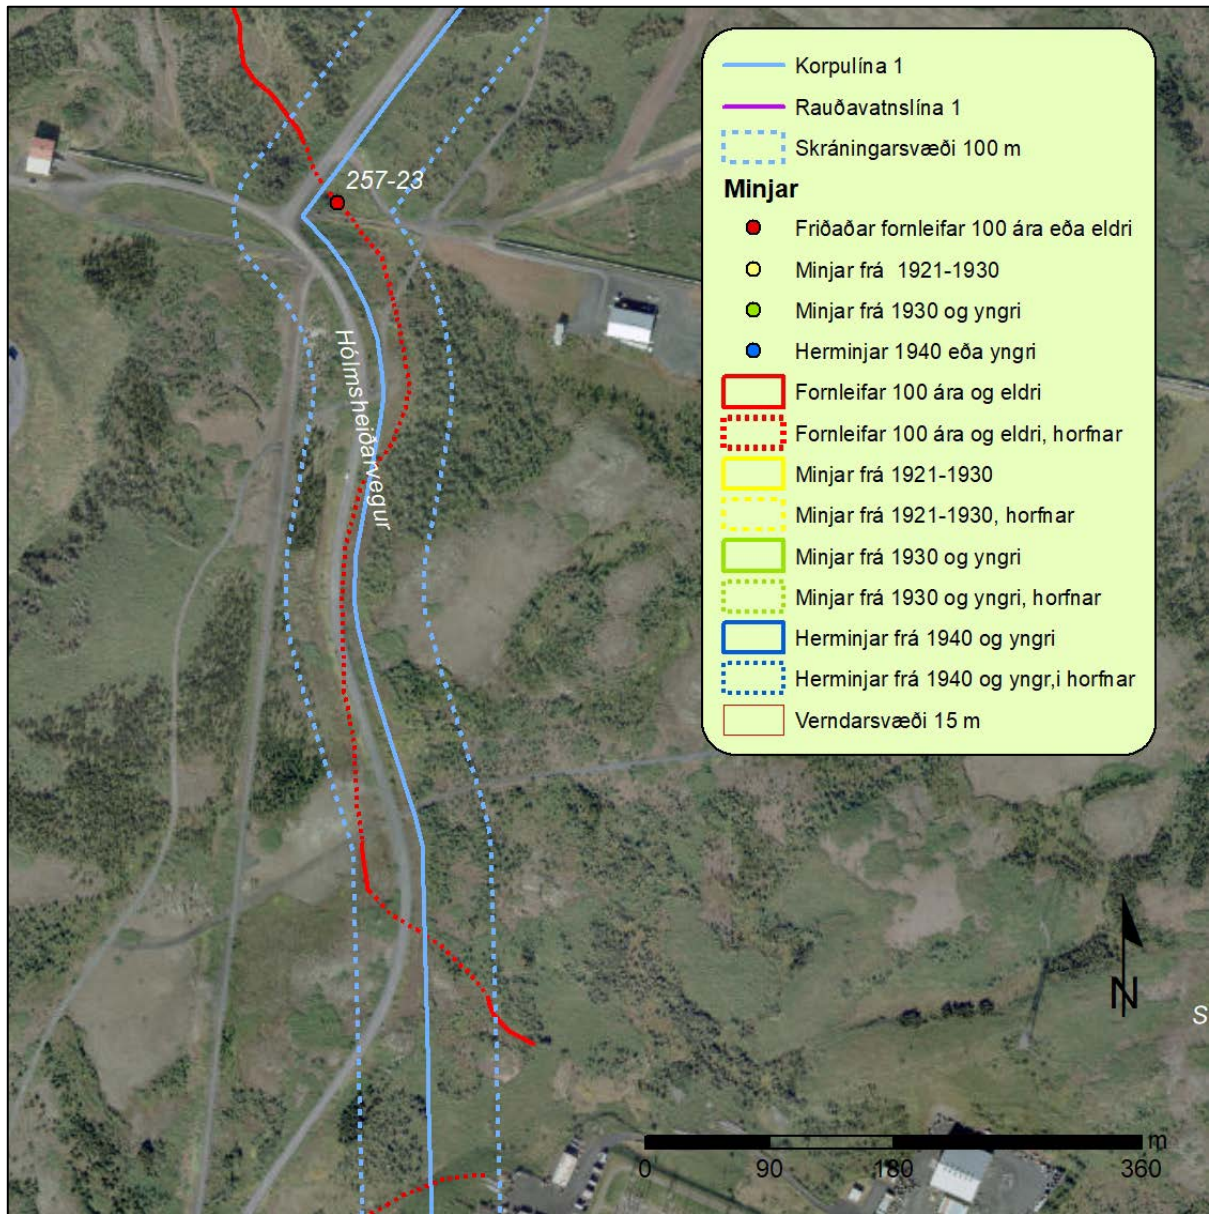 257-23
Hólmsheiðarvegur
Korpulína 1
Rauðavatnslína 1
Skráningarsvæði 100 m
Minjar
Friðaðar fornleifar 100 ára eða eldri
Minjar frá 1921-1930
Minjar frá 1930 og yngri
Herminjar 1940 eða yngri
Fornleifar 100 ára og eldri
Fornleifar 100 ára og eldri, horfnar
Minjar frá 1921-1930
Minjar frá 1921-1930, horfnar
Minjar frá 1930 og yngri
Minjar frá 1930 og yngri, horfnar
Herminjar frá 1940 og yngri
Herminjar frá 1940 og yngr,i horfnar
Verndarsvæði 15 m
N
S
m
0 90 180 360